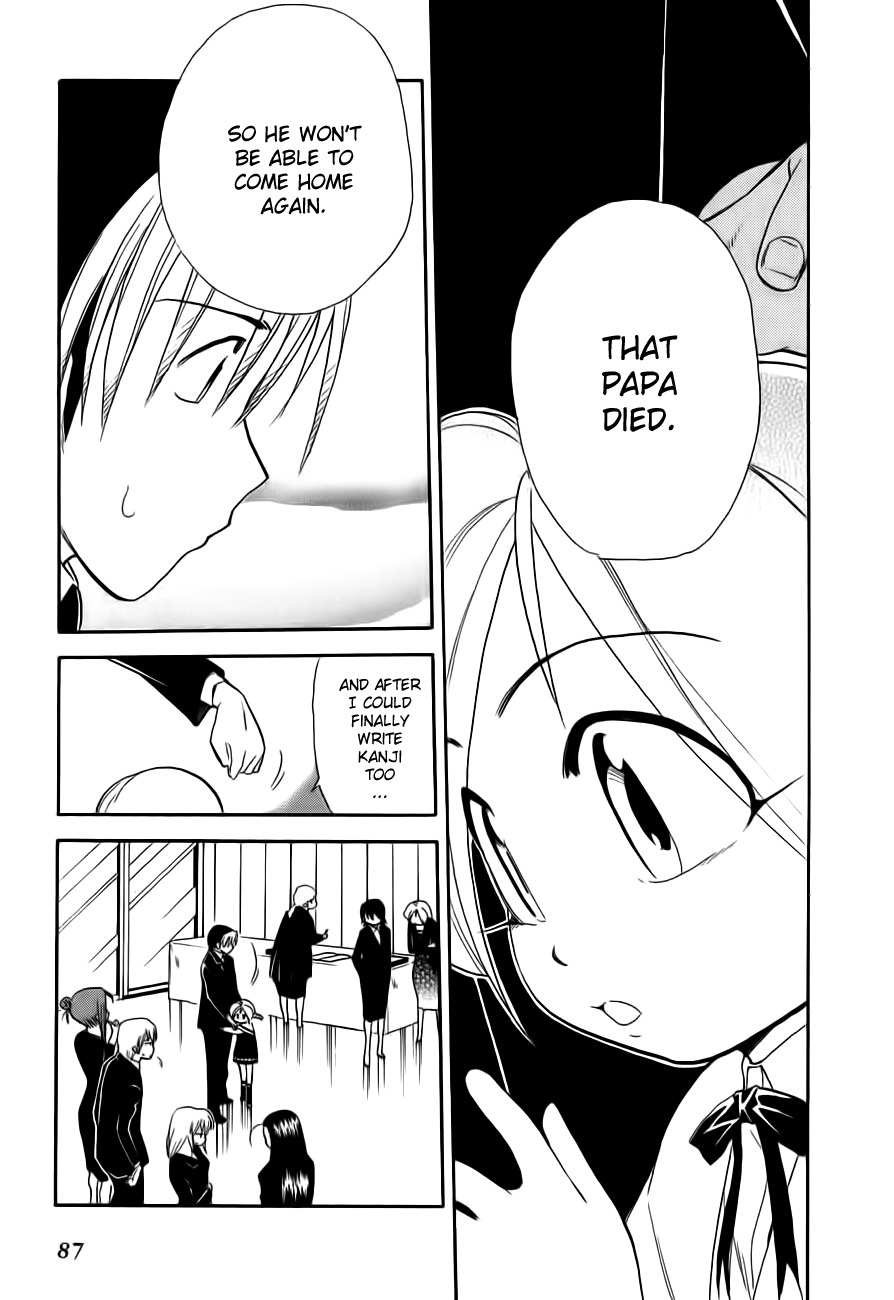 THAT
PAPA
DIED.
SO HE WON'T
BE ABLE TO
COME HOME
AGAIN.
AND AFTER
I COULD
FINALLY
WRITE
KANJI
TOO
...
87